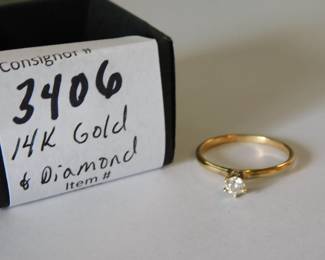 Consignor #
3406
14K Gold
& Diamond
Item #